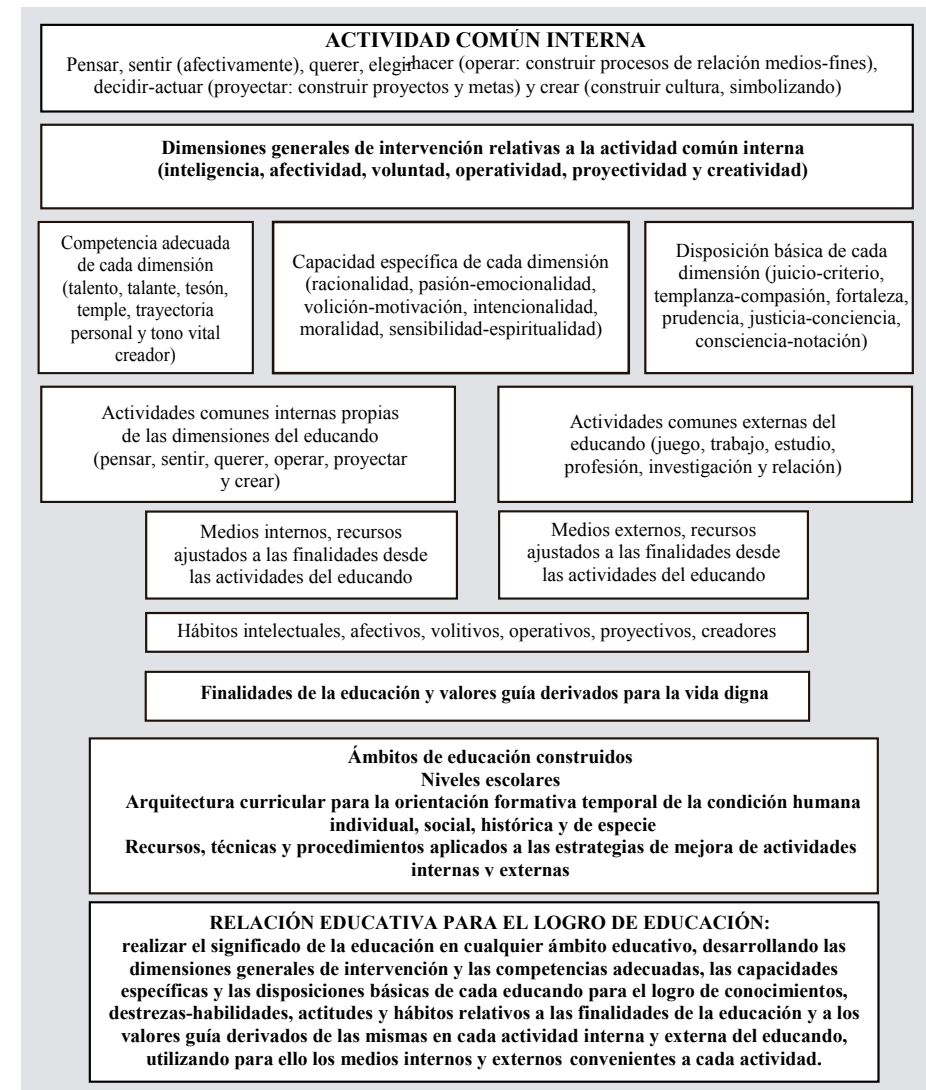 ACTIVIDAD COMÚN INTERNA
Pensar, sentir (afectivamente), querer, elegir-hacer (operar: construir procesos de relación medios-fines),
decidir-actuar (proyectar: construir proyectos y metas) y crear (construir cultura, simbolizando)
Dimensiones generales de intervención relativas a la actividad común interna
(inteligencia, afectividad, voluntad, operatividad, proyectividad y creatividad)
Competencia adecuada
de cada dimensión
(talento, talante, tesón,
temple, trayectoria
personal y tono vital
creador)
Capacidad específica de cada dimensión
(racionalidad, pasión-emocionalidad,
volición-motivación, intencionalidad,
moralidad, sensibilidad-espiritualidad)
Disposición básica de cada
dimensión (juicio-criterio,
templanza-compasión, fortaleza,
prudencia, justicia-conciencia,
consciencia-notación)
Actividades comunes internas propias
de las dimensiones del educando
(pensar, sentir, querer, operar, proyectar
y crear)
Actividades comunes externas del
educando (juego, trabajo, estudio,
profesión, investigación y relación)
Medios internos, recursos
ajustados a las finalidades desde
las actividades del educando
Medios externos, recursos
ajustados a las finalidades desde
las actividades del educando
Hábitos intelectuales, afectivos, volitivos, operativos, proyectivos, creadores
Finalidades de la educación y valores guía derivados para la vida digna
Ámbitos de educación construidos
Niveles escolares
Arquitectura curricular para la orientación formativa temporal de la condición humana
individual, social, histórica y de especie
Recursos, técnicas y procedimientos aplicados a las estrategias de mejora de actividades
internas y externas
RELACIÓN EDUCATIVA PARA EL LOGRO DE EDUCACIÓN:
realizar el significado de la educación en cualquier ámbito educativo, desarrollando las
dimensiones generales de intervención y las competencias adecuadas, las capacidades
específicas y las disposiciones básicas de cada educando para el logro de conocimientos,
destrezas-habilidades, actitudes y hábitos relativos a las finalidades de la educación y a los
valores guía derivados de las mismas en cada actividad interna y externa del educando,
utilizando para ello los medios internos y externos convenientes a cada actividad.